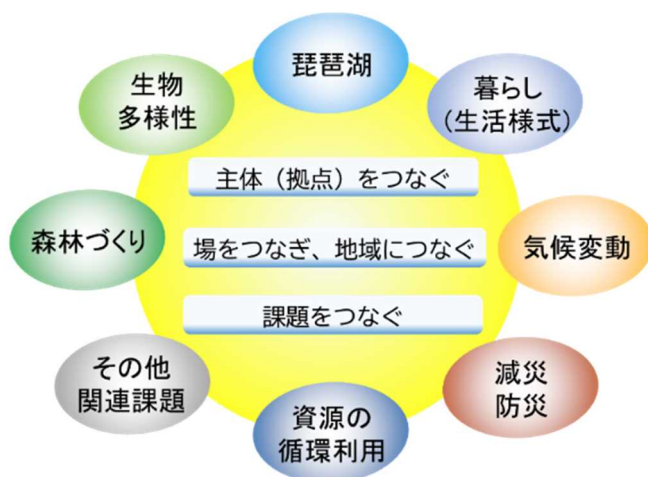 琵琶湖
生物
多様性
暮らし
(生活様式)
主体（拠点）をつなぐ
森林づくり
場をつなぎ、地域につなぐ
気候変動
課題をつなぐ
その他
関連課題
減災
防災
資源の
循環利用